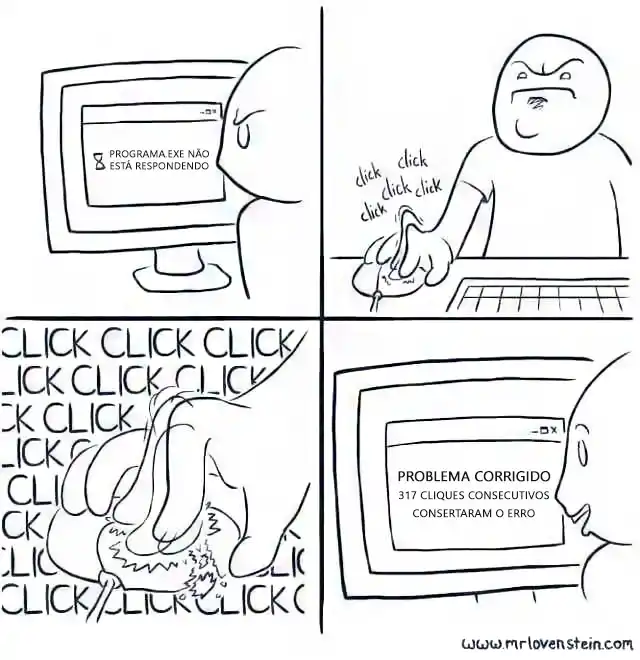 PROGRAMA.EXE NÃO
ESTÁ RESPONDENDO
click
click
click
click
click
CLICK CLICK CLICK
LICK CLICK CLICK
CK CLICK
LICK C
CLI
CK
LIC
CLICK CLICK CLICK C
PROBLEMA CORRIGIDO
317 CLIQUES CONSECUTIVOS
CONSERTARAM O ERRO
www.mrlovenstein.com